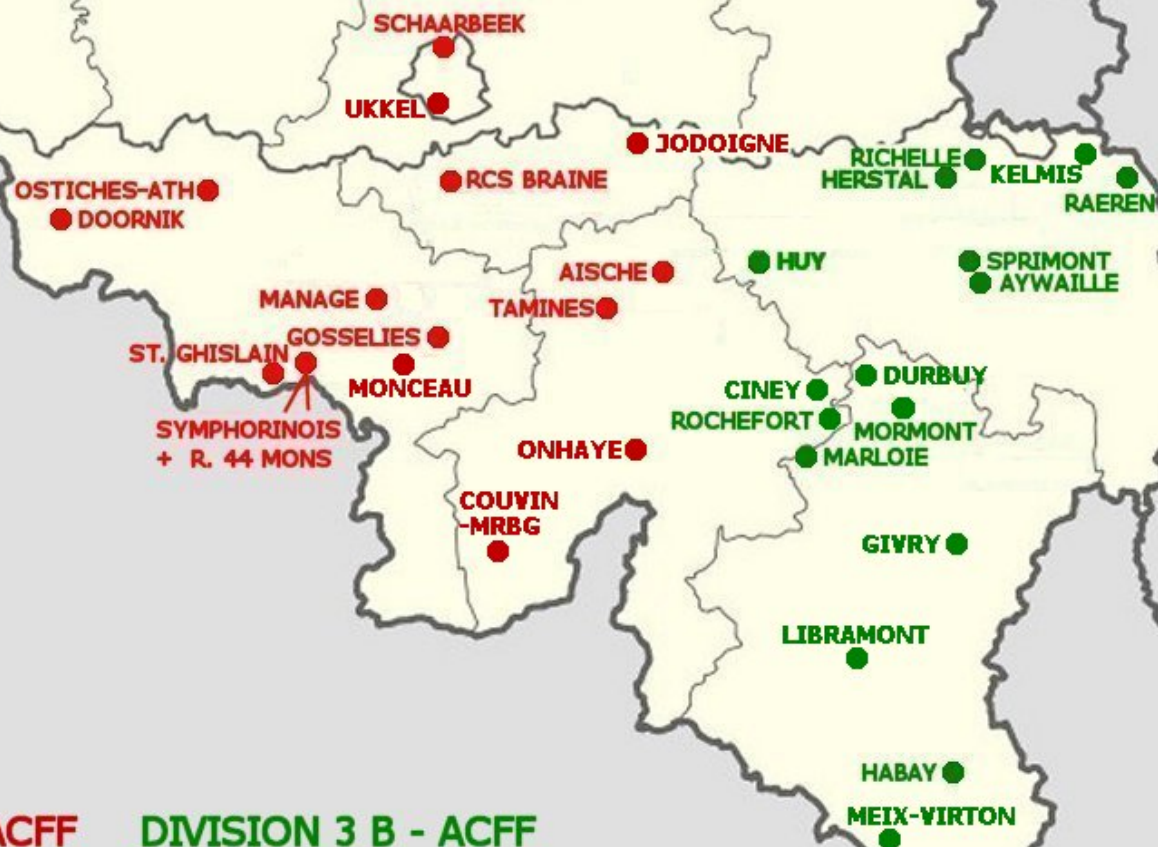 SCHAARBEEK
UKKEL
JODOIGNE
RICHELLE
HERSTAL
KELMIS
RAEREN
OSTICHES-ATH
DOORNIK
RCS BRAINE
AISCHE
HUY
SPRIMONT
AYWAILLE
MANAGE
TAMINES
GOSSELIES
ST. GHISLAIN
MONCEAU
CINEY
DURBUY
ROCHEFORT
MORMONT
MARLOIE
SYMPHORINOIS
+ R. 44 MONS
ONHAYE
COUVIN
-MRBG
GIVRY
LIBRAMONT
HABAY
MEIX-VIRTON
ACFF
DIVISION 3 B - ACFF